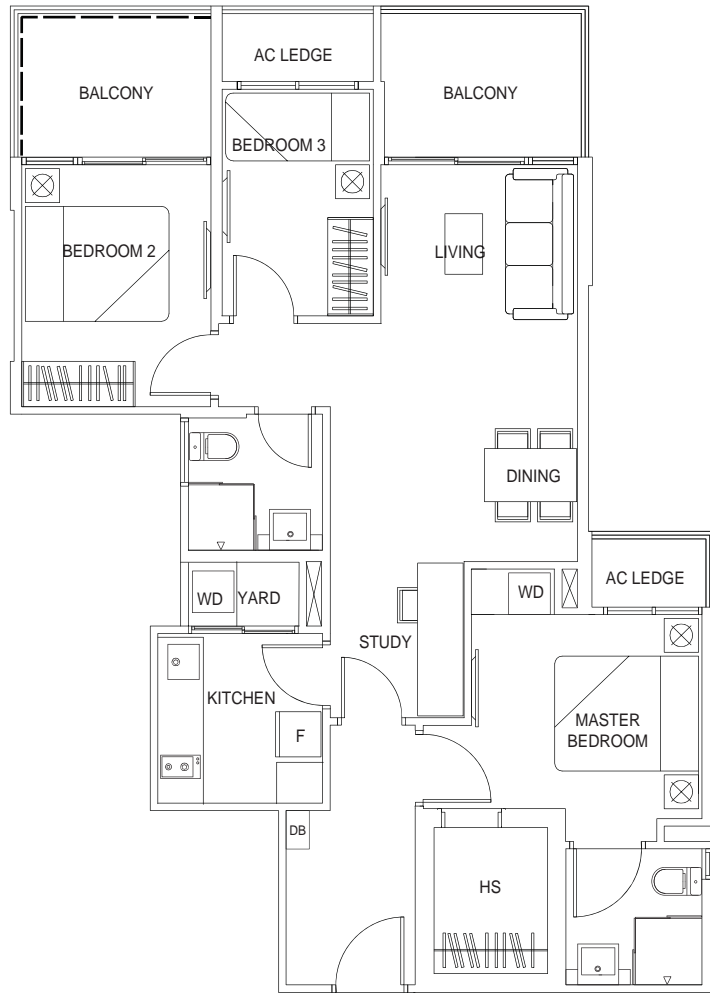 AC LEDGE
BALCONY
BALCONY
BEDROOM 3
BEDROOM 2
LIVING
DINING
AC LEDGE
WD
WD
YARD
STUDY
KITCHEN
MASTER
BEDROOM
F
DB
HS